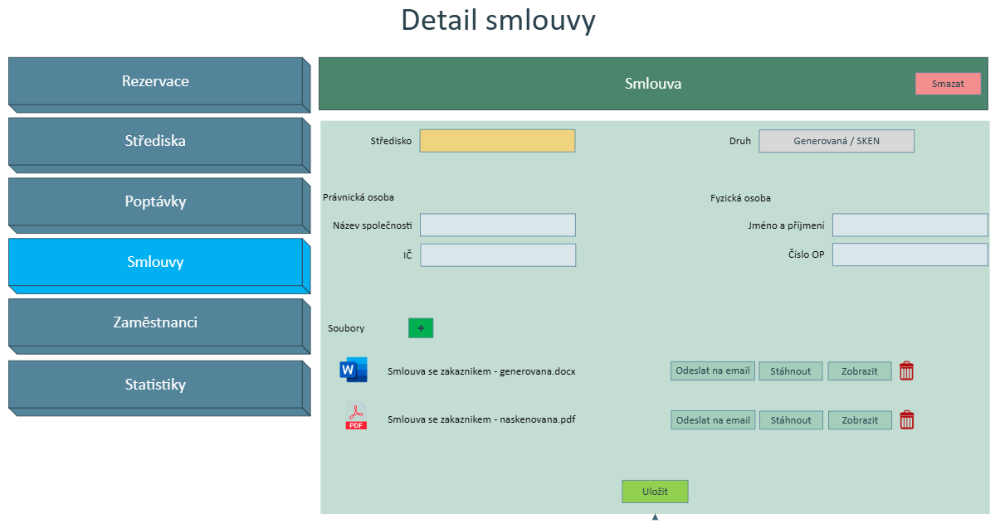 Detail smlouvy
Rezervace
Střediska
Poptávky
Smlouvy
Zaměstnanci
Statistiky
Smlouva
Smazat
Středisko
Druh
Generovaná / SKEN
Právnická osoba
Fyzická osoba
Název společnosti
Jméno a příjmení
IČ
Číslo OP
Soubory
+
W
Smlouva se zakaznikem - generovana.docx
Odeslat na email
Stáhnout
Zobrazit
PDF
Smlouva se zakaznikem - naskenovana.pdf
Odeslat na email
Stáhnout
Zobrazit
Uložit